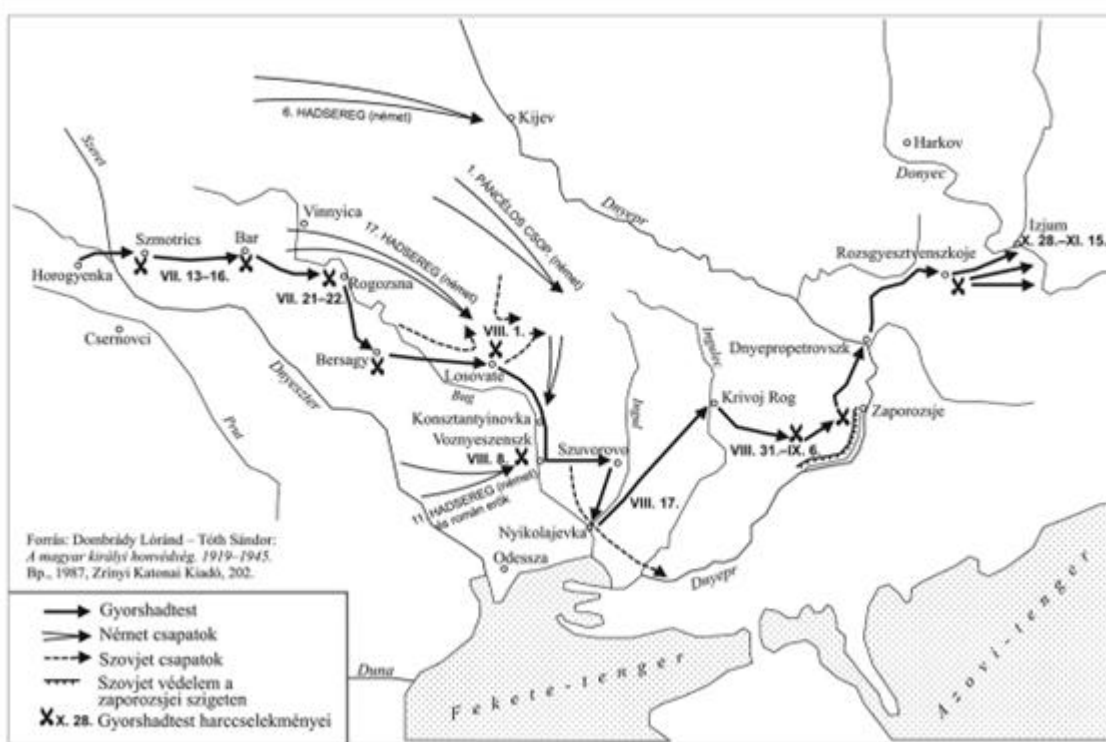 6. HADSEREG (német)
Kijev
Harkov
Donyec
Szeret
1. PÁNCÉLOS CSOP. (német)
Dnyepr
Vinnyica
17. HADSEREG (német)
Izjum
X. 28.–XI. 15.
Szmotrics
Bar
Horogyenka
VII. 13–16.
Rogozsna
VII. 21–22.
Rozsgyesztvenszkoje
Csernovci
VIII. 1.
Bersagy
Losovate
Ingulec
Dnyepropetrovszk
Dnyeszter
Bug
Prut
Konsztantyinovka
Ingul
Krivoj Rog
Zaporozsje
Voznyeszenszk
VIII. 8.
Szuvorovo
VIII. 31.–IX. 6.
11. HADSEREG (német)
és román erők
VIII. 17.
Nyikolajevka
Odessza
Dnyepr
Forrás: Dombrády Lóránd – Tóth Sándor:
A magyar királyi honvédség. 1919–1945.
Bp., 1987, Zrínyi Katonai Kiadó, 202.
Gyorshadtest
Német csapatok
Szovjet csapatok
Szovjet védelem a
zaporozsjei szigeten
X. 28. Gyorshadtest harccselekményei
Duna
Fekete-tenger
Azovi-tenger